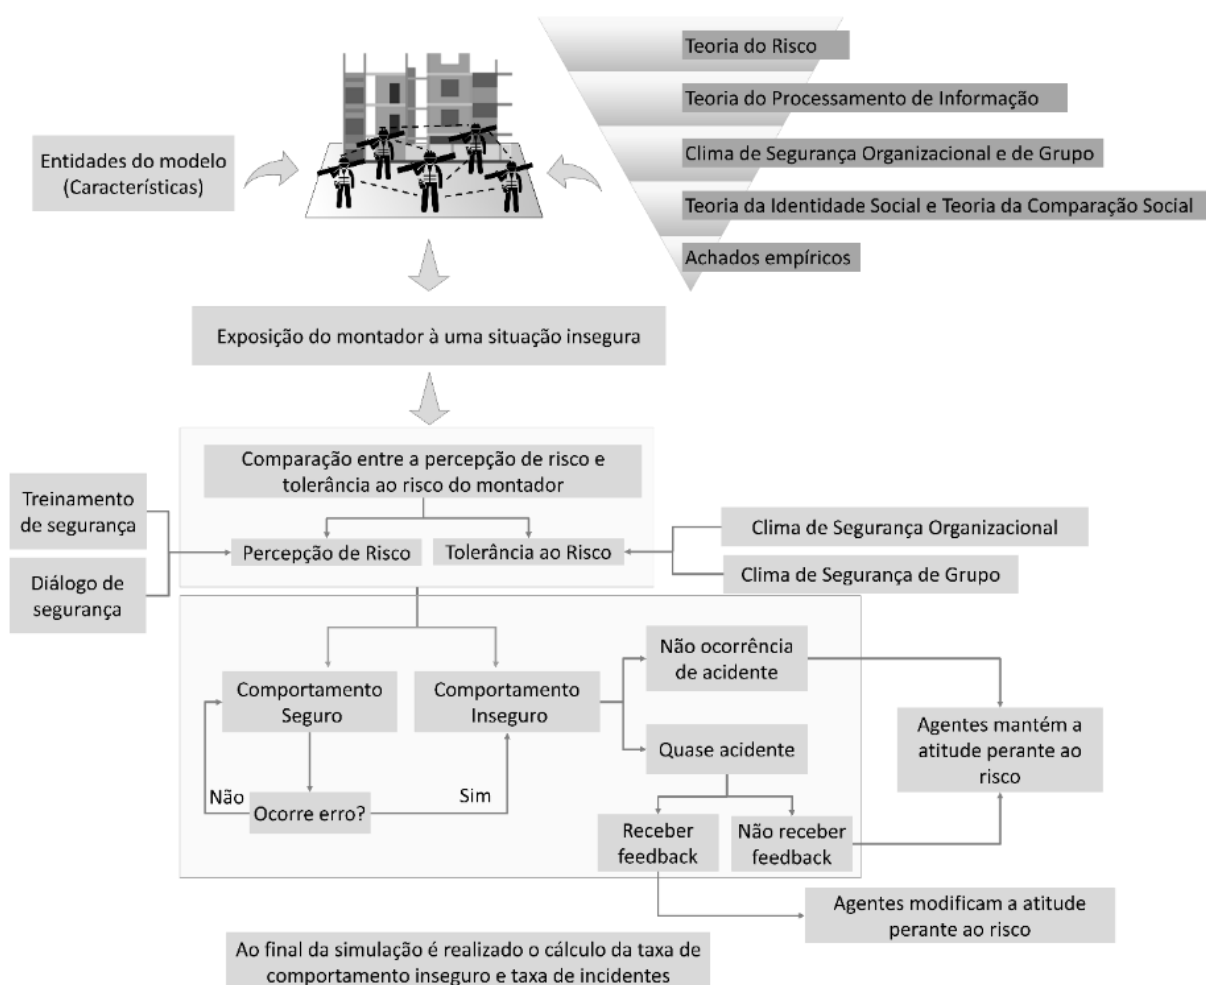 Teoria do Risco
Teoria do Processamento de Informação
Clima de Segurança Organizacional e de Grupo
Teoria da Identidade Social e Teoria da Comparação Social
Achados empíricos
Entidades do modelo
(Características)
Exposição do montador à uma situação insegura
Comparação entre a percepção de risco e
tolerância ao risco do montador
Treinamento
de segurança
Diálogo de
segurança
Percepção de Risco
Tolerância ao Risco
Clima de Segurança Organizacional
Clima de Segurança de Grupo
Comportamento
Seguro
Comportamento
Inseguro
Não ocorrência
de acidente
Quase acidente
Agentes mantém a
atitude perante ao
risco
Não
Ocorre erro?
Sim
Receber
feedback
Não receber
feedback
Agentes modificam a atitude
perante ao risco
Ao final da simulação é realizado o cálculo da taxa de
comportamento inseguro e taxa de incidentes